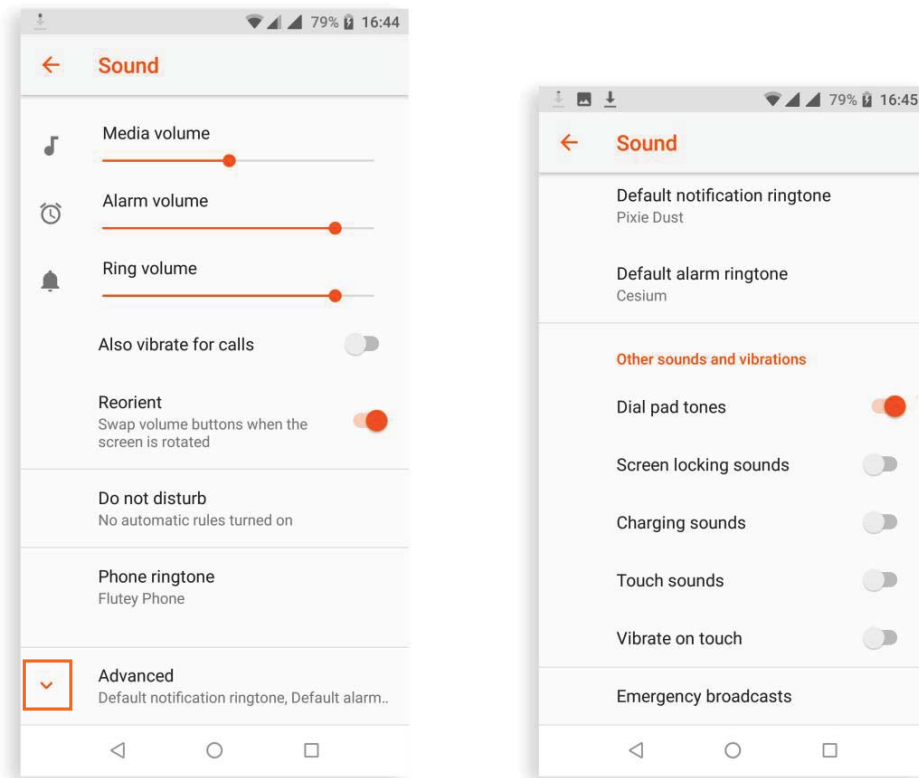 79% 16:44
Sound
Media volume
Alarm volume
Ring volume
Also vibrate for calls
Reorient
Swap volume buttons when the
screen is rotated
Do not disturb
No automatic rules turned on
Phone ringtone
Flutey Phone
Advanced
Default notification ringtone, Default alarm..
79% 16:45
Sound
Default notification ringtone
Pixie Dust
Default alarm ringtone
Cesium
Other sounds and vibrations
Dial pad tones
Screen locking sounds
Charging sounds
Touch sounds
Vibrate on touch
Emergency broadcasts